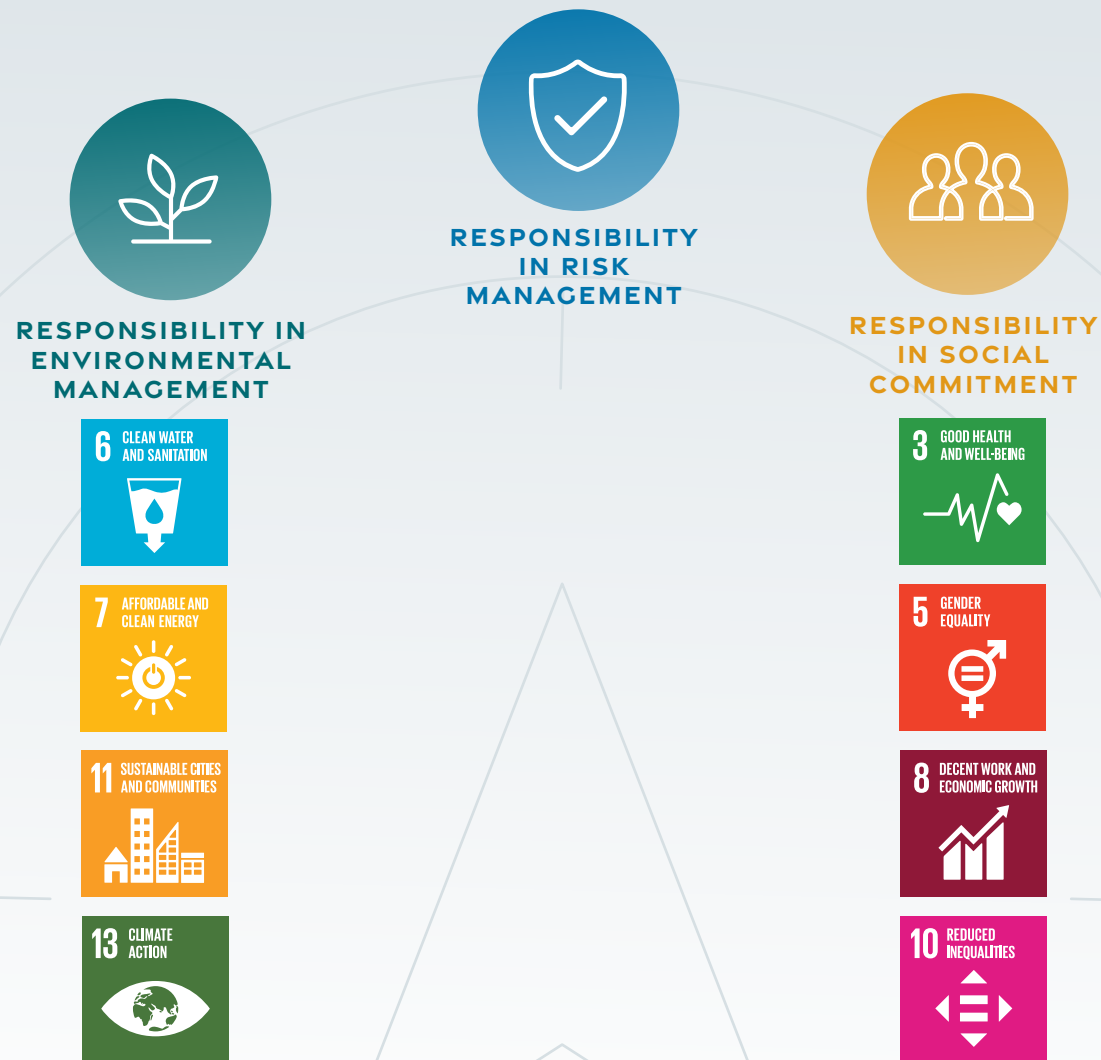 RESPONSIBILITY
IN RISK
MANAGEMENT
RESPONSIBILITY IN
ENVIRONMENTAL
MANAGEMENT
6 CLEAN WATER
AND SANITATION
7 AFFORDABLE AND
CLEAN ENERGY
11 SUSTAINABLE CITIES
AND COMMUNITIES
13 CLIMATE
ACTION
RESPONSIBILITY
IN SOCIAL
COMMITMENT
3 GOOD HEALTH
AND WELL-BEING
5 GENDER
EQUALITY
8 DECENT WORK AND
ECONOMIC GROWTH
10 REDUCED
INEQUALITIES